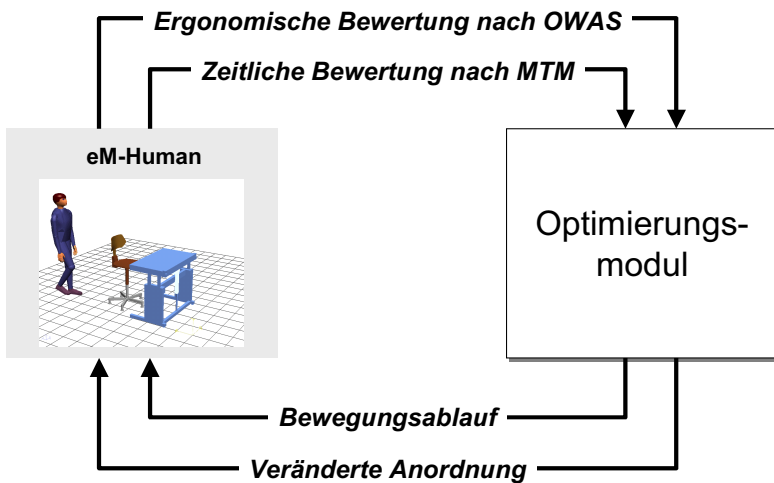 Ergonomische Bewertung nach OWAS
Zeitliche Bewertung nach MTM
eM-Human
Optimierungs-
modul
Bewegungsablauf
Veränderte Anordnung